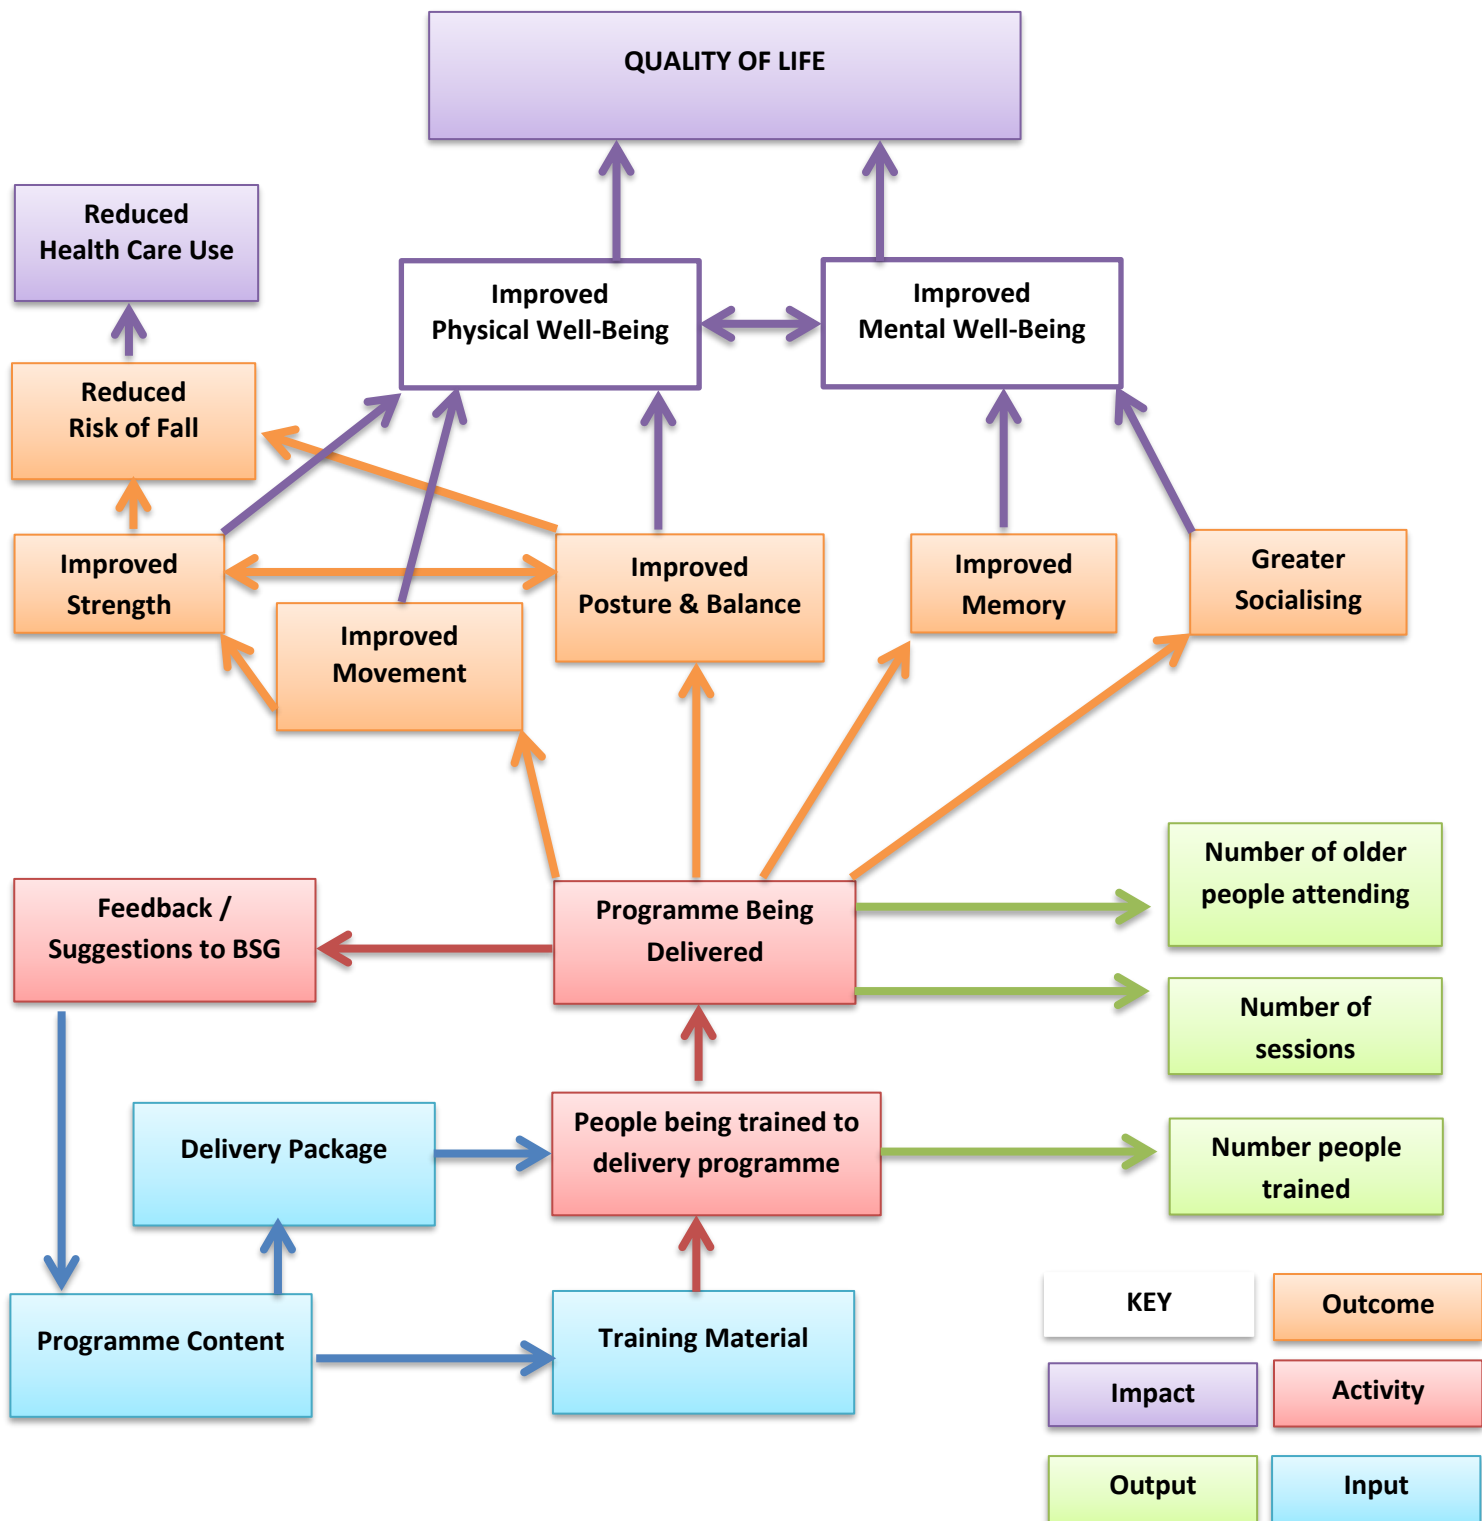 QUALITY OF LIFE
Reduced
Health Care Use
Improved
Physical Well-Being
Improved
Mental Well-Being
Reduced
Risk of Fall
Improved
Strength
Improved
Movement
Improved
Posture & Balance
Improved
Memory
Greater
Socialising
Feedback /
Suggestions to BSG
Programme Being
Delivered
Number of older
people attending
Number of
sessions
Delivery Package
People being trained to
delivery programme
Number people
trained
Programme Content
Training Material
KEY
Outcome
Impact
Activity
Output
Input